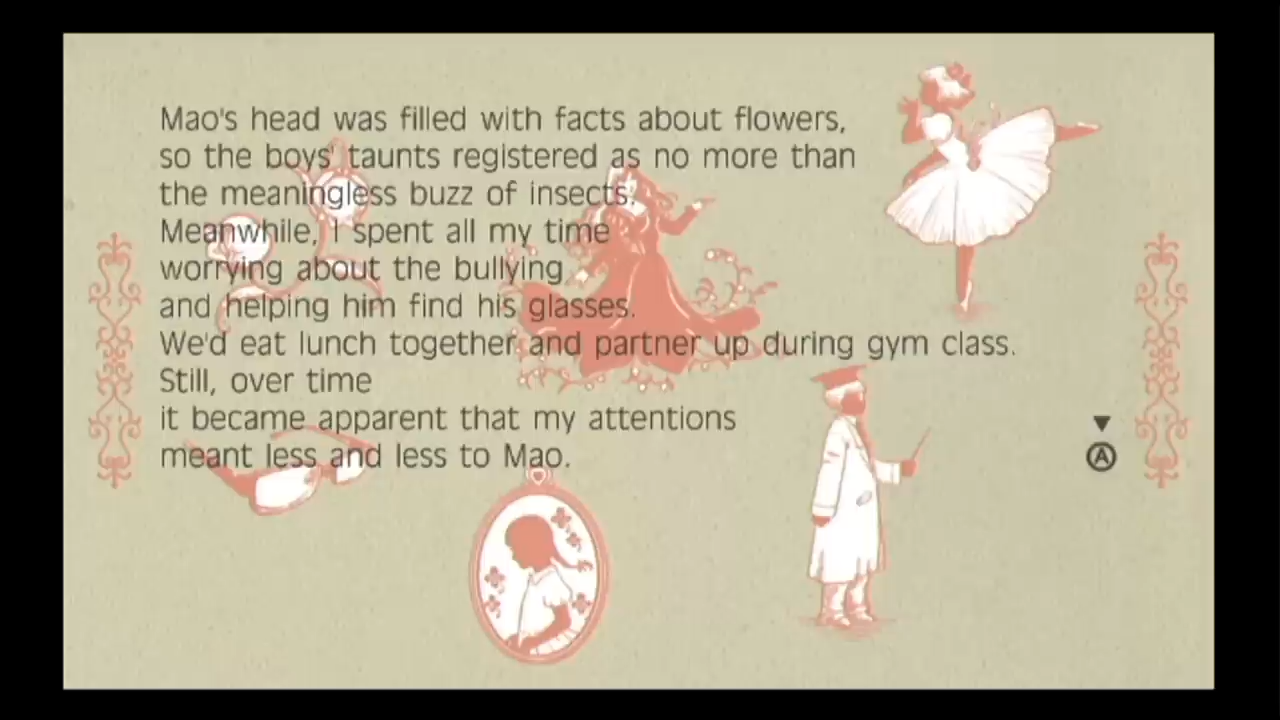 Mao's head was filled with facts about flowers,
so the boys' taunts registered as no more than
the meaningless buzz of insects.
Meanwhile, I spent all my time
worrying about the bullying
and helping him find his glasses.
We'd eat lunch together and partner up during gym class.
Still, over time
it became apparent that my attentions
meant less and less to Mao.
A